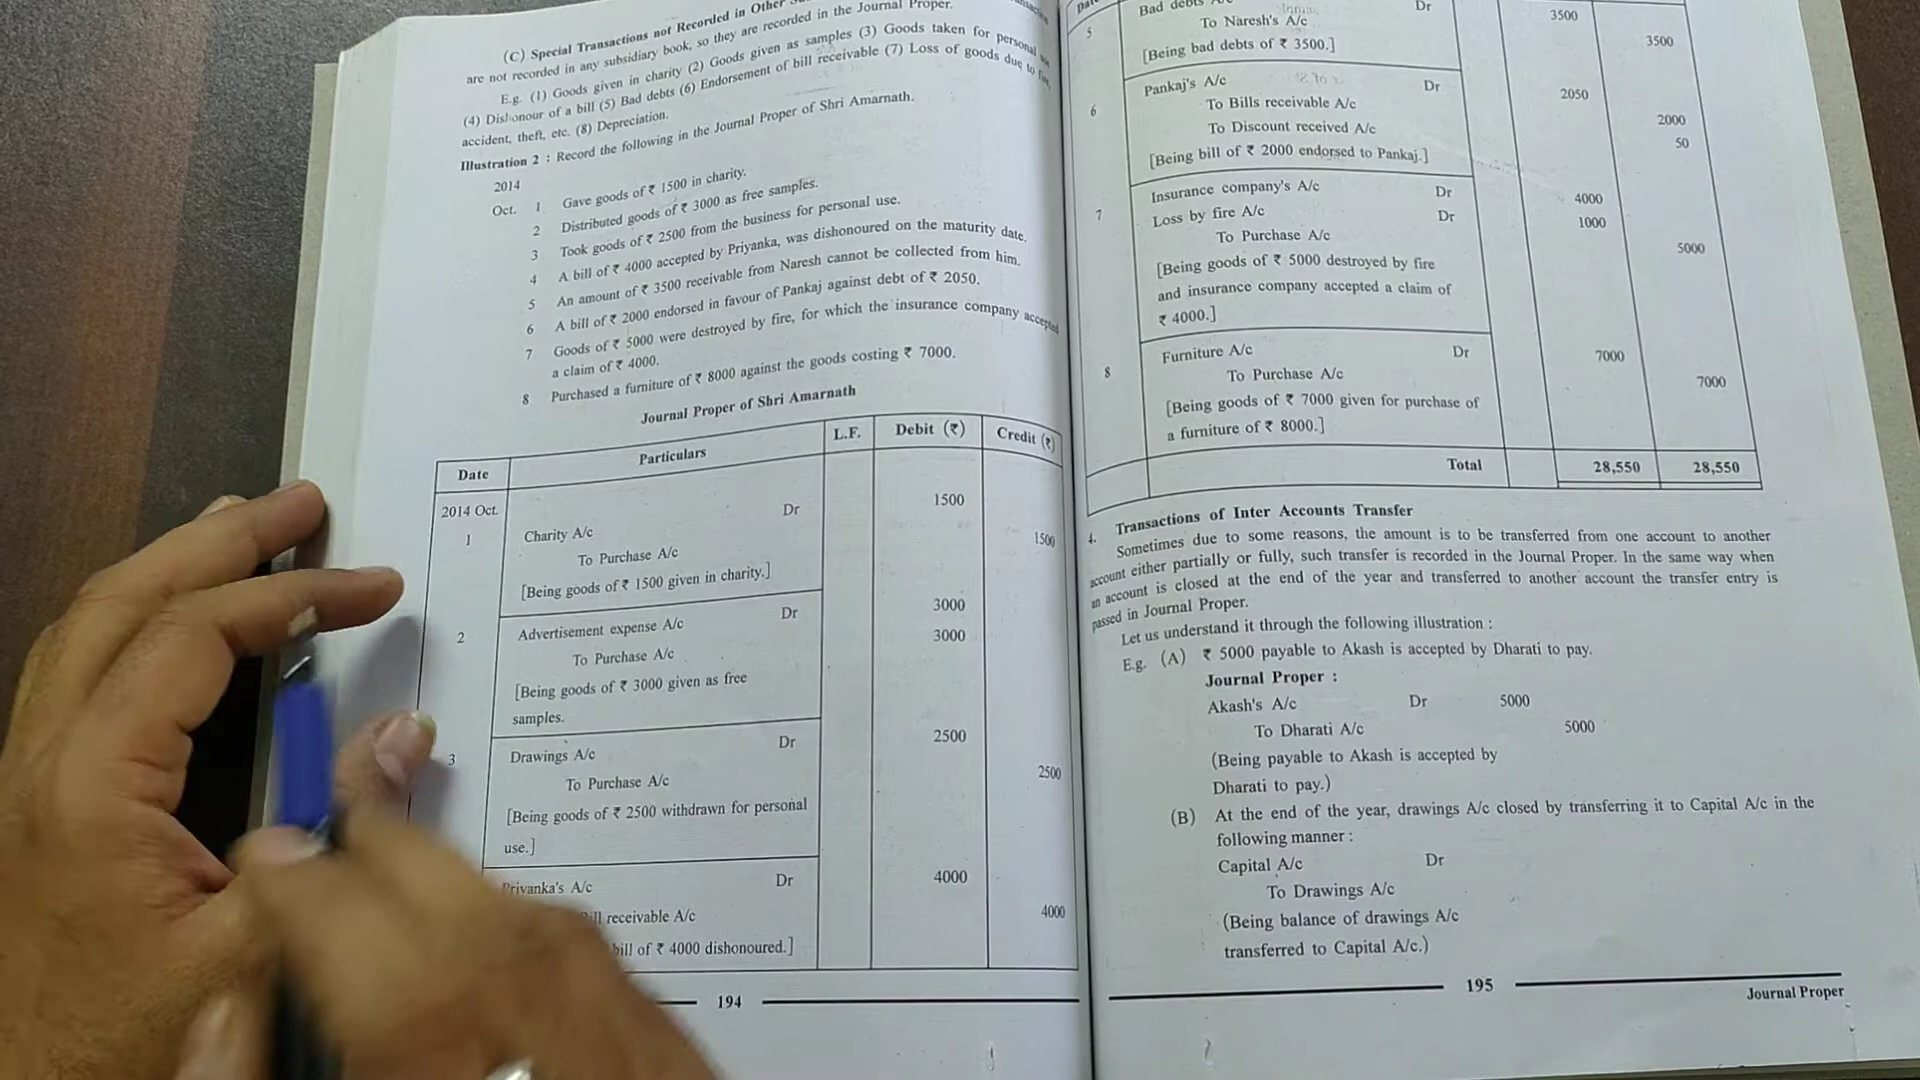 (C) Special Transactions not Recorded in Other
are not recorded in any subsidiary book, so they are recorded in the Journal Proper.
E.g. (1) Goods given in charity (2) Goods given as samples (3) Goods taken for personal use
(4) Dishonour of a bill (5) Bad debts (6) Endorsement of bill receivable (7) Loss of goods due to fire,
accident, theft, etc. (8) Depreciation.
Illustration 2 : Record the following in the Journal Proper of Shri Amarnath.
2014
Oct. 1 Gave goods of ₹ 1500 in charity.
2 Distributed goods of ₹ 3000 as free samples.
3 Took goods of ₹ 2500 from the business for personal use.
4 A bill of ₹ 4000 accepted by Priyanka, was dishonoured on the maturity date.
5 An amount of ₹ 3500 receivable from Naresh cannot be collected from him.
6 A bill of ₹ 2000 endorsed in favour of Pankaj against debt of ₹ 2050.
7 Goods of ₹ 5000 were destroyed by fire, for which the insurance company accepted
a claim of ₹ 4000.
8 Purchased a furniture of ₹ 8000 against the goods costing ₹ 7000.
Journal Proper of Shri Amarnath
Date Particulars L.F. Debit (₹) Credit (₹)
2014 Oct.
1 Charity A/c Dr 1500
To Purchase A/c 1500
[Being goods of ₹ 1500 given in charity.]
2 Advertisement expense A/c Dr 3000
To Purchase A/c 3000
[Being goods of ₹ 3000 given as free
samples.
3 Drawings A/c Dr 2500
To Purchase A/c 2500
[Being goods of ₹ 2500 withdrawn for personal
use.]
Priyanka's A/c Dr 4000
Bill receivable A/c 4000
bill of ₹ 4000 dishonoured.]
194
5 Bad debts A/c Dr 3500
To Naresh's A/c 3500
[Being bad debts of ₹ 3500.]
6 Pankaj's A/c Dr 2050
To Bills receivable A/c 2000
To Discount received A/c 50
[Being bill of ₹ 2000 endorsed to Pankaj.]
7 Insurance company's A/c Dr 4000
Loss by fire A/c Dr 1000
To Purchase A/c 5000
[Being goods of ₹ 5000 destroyed by fire
and insurance company accepted a claim of
₹ 4000.]
8 Furniture A/c Dr 7000
To Purchase A/c 7000
[Being goods of ₹ 7000 given for purchase of
a furniture of ₹ 8000.]
Total 28,550 28,550
4. Transactions of Inter Accounts Transfer
Sometimes due to some reasons, the amount is to be transferred from one account to another
account either partially or fully, such transfer is recorded in the Journal Proper. In the same way when
an account is closed at the end of the year and transferred to another account the transfer entry is
passed in Journal Proper.
Let us understand it through the following illustration :
E.g. (A) ₹ 5000 payable to Akash is accepted by Dharati to pay.
Journal Proper :
Akash's A/c Dr 5000
To Dharati A/c 5000
(Being payable to Akash is accepted by
Dharati to pay.)
(B) At the end of the year, drawings A/c closed by transferring it to Capital A/c in the
following manner :
Capital A/c Dr
To Drawings A/c
(Being balance of drawings A/c
transferred to Capital A/c.)
195
Journal Proper